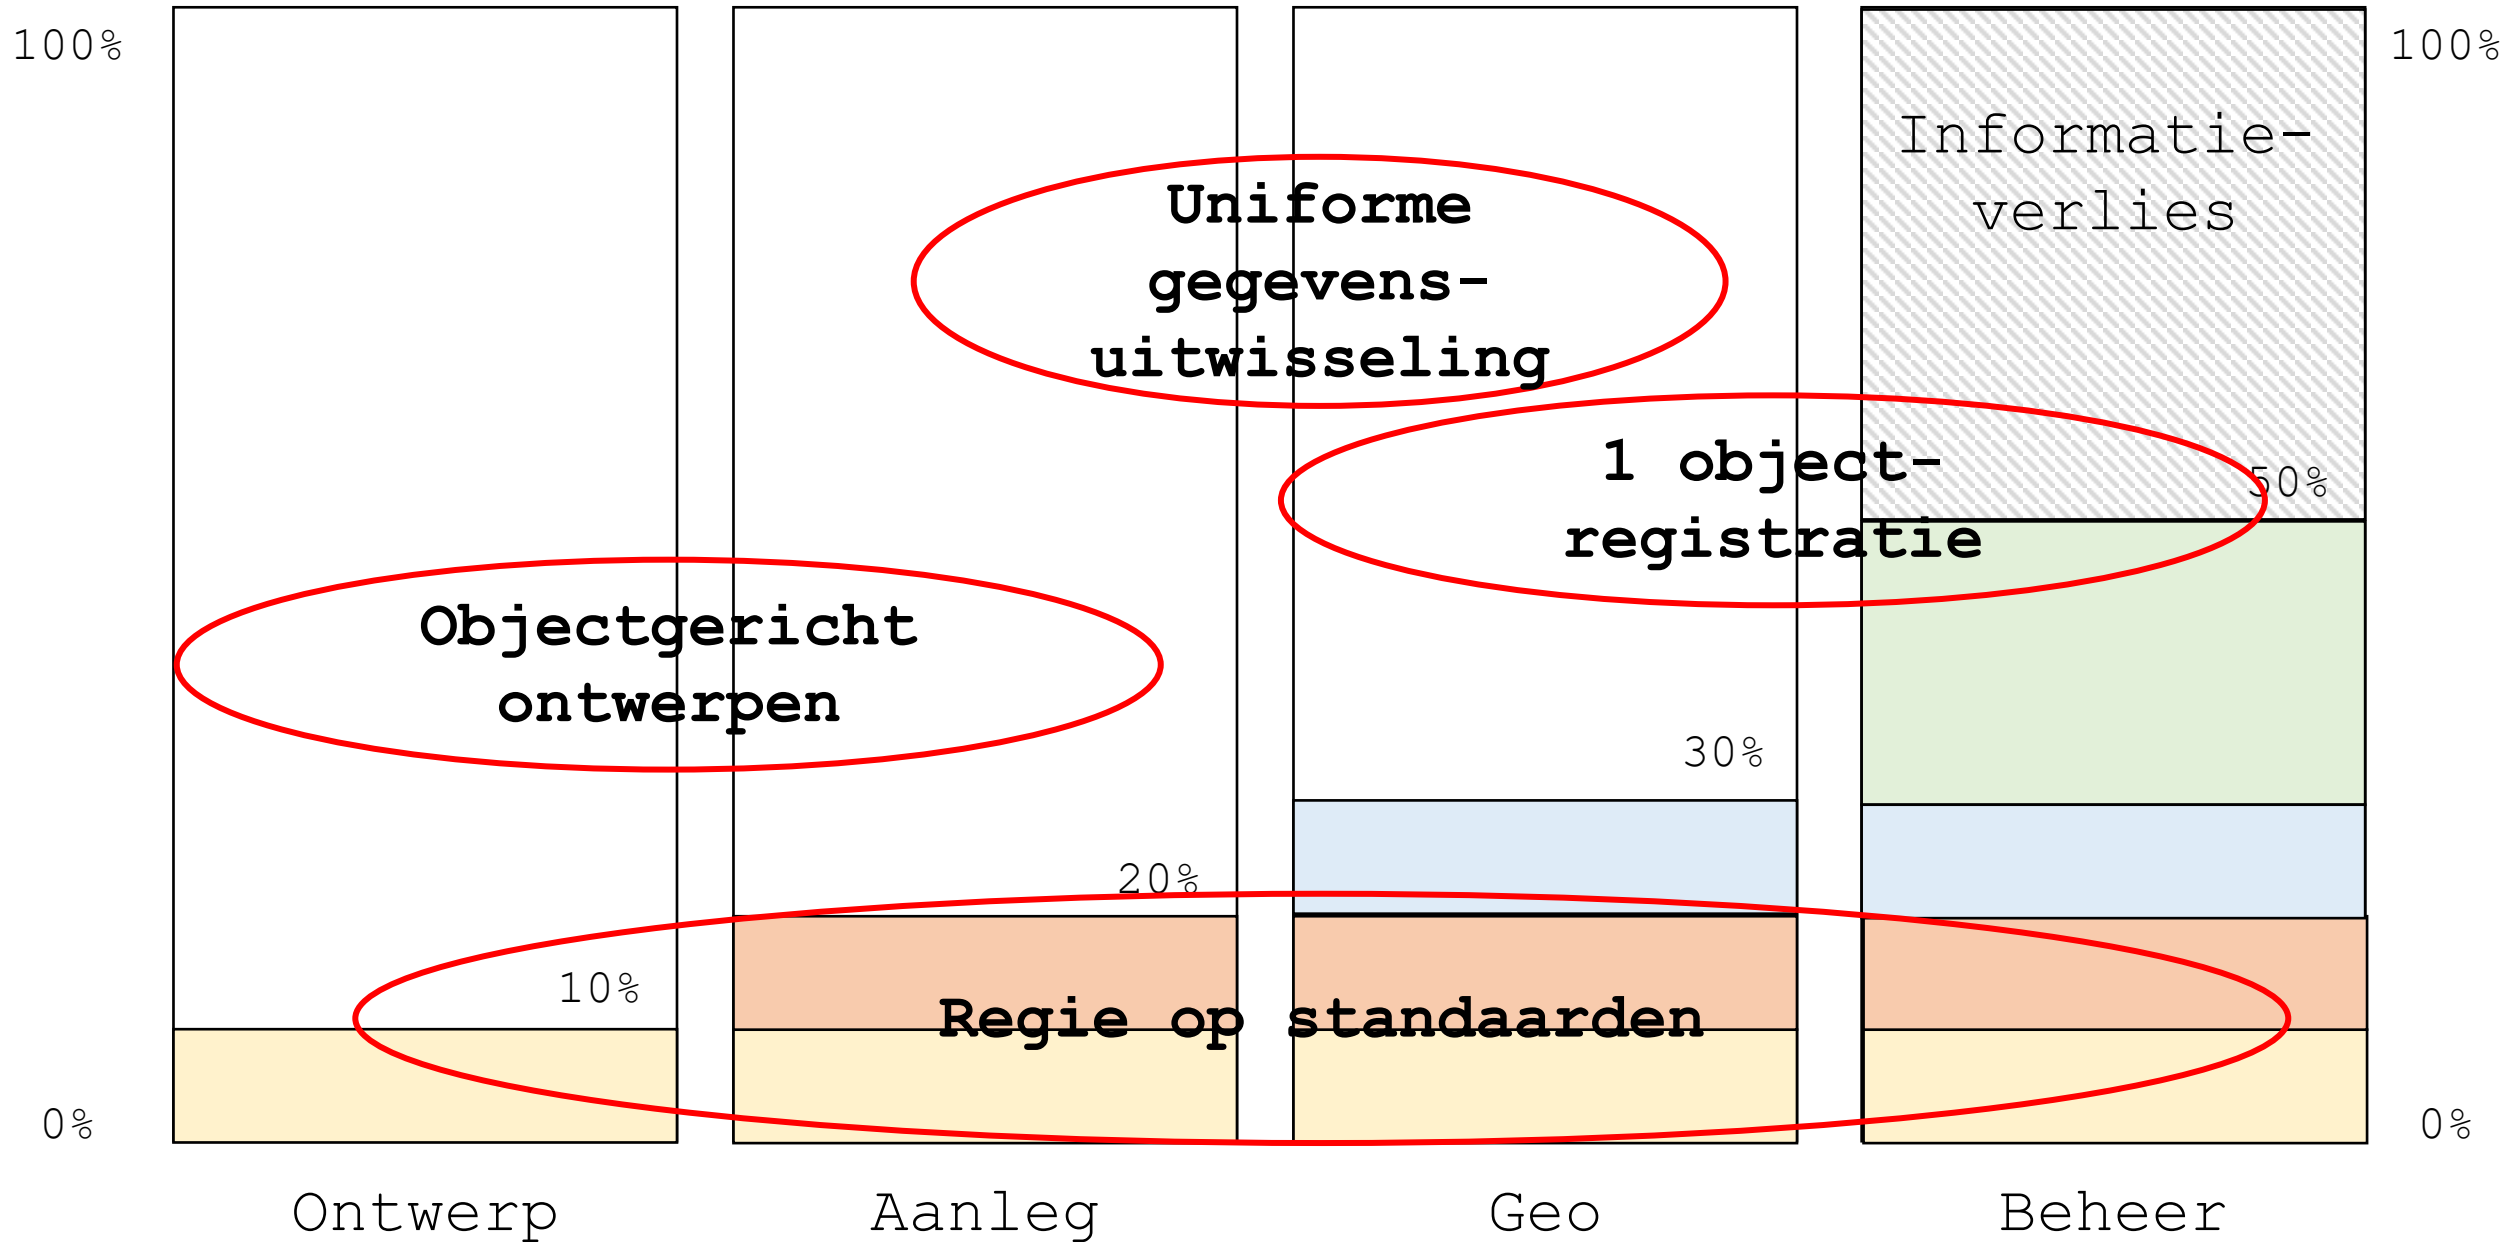 100%
100%
Informatie-
verlies
Uniforme
gegevens-
uitwisseling
1 object-
registratie
50%
Objectgericht
ontwerpen
30%
20%
10%
Regie op standaarden
0%
0%
Ontwerp
Aanleg
Geo
Beheer